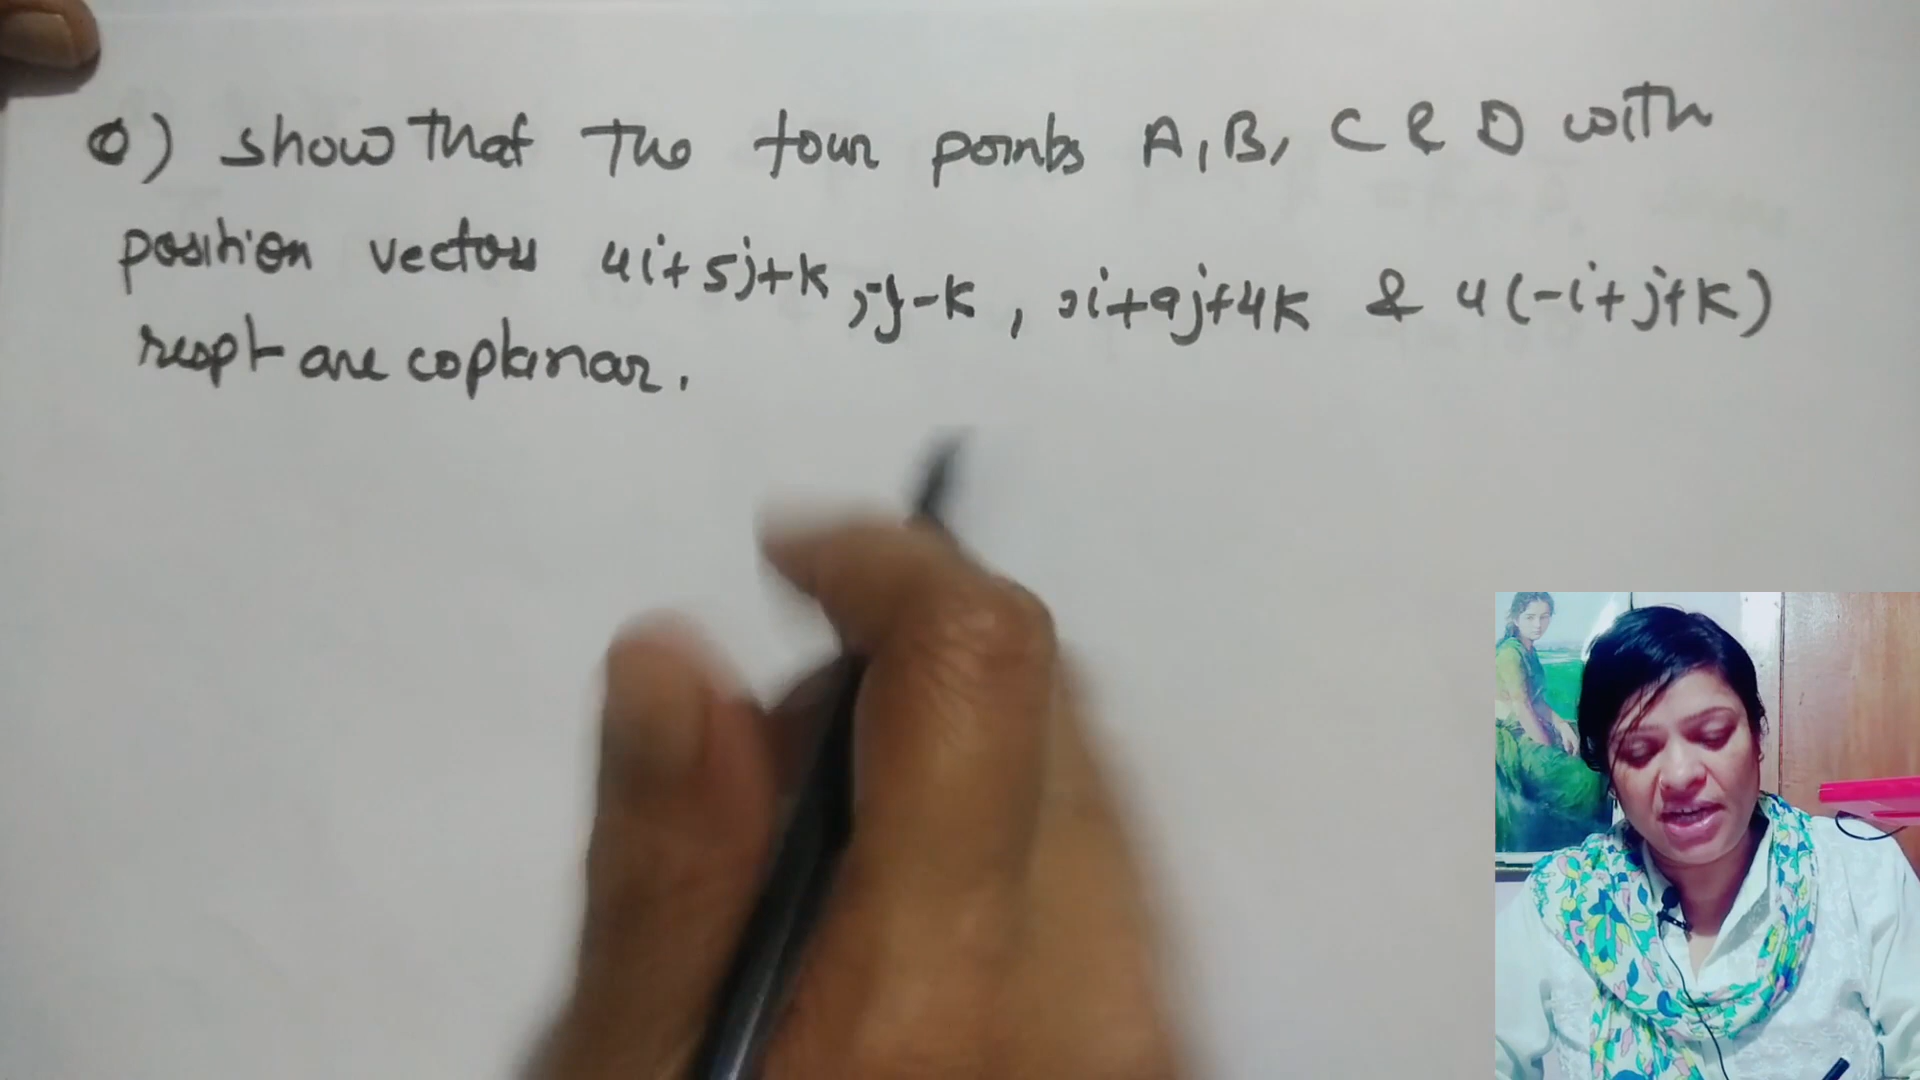 Q) show that the four points A, B, C & D with
position vectors 4i+5j+k, -j-k, 3i+9j+4k & 4(-i+j+k)
respt are coplanar.